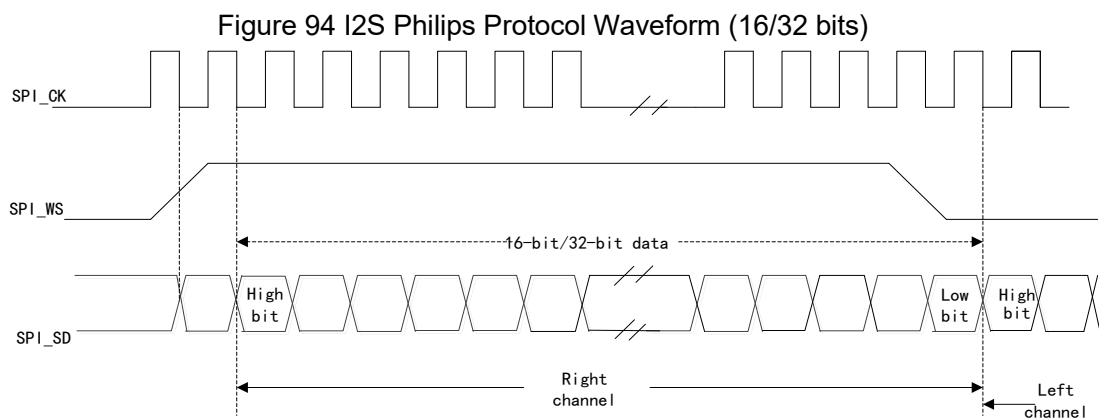 Figure 94 I2S Philips Protocol Waveform (16/32 bits)
SPI_CK
SPI_WS
16-bit/32-bit data
High
bit
Low
bit
High
bit
SPI_SD
Right
channel
Left
channel